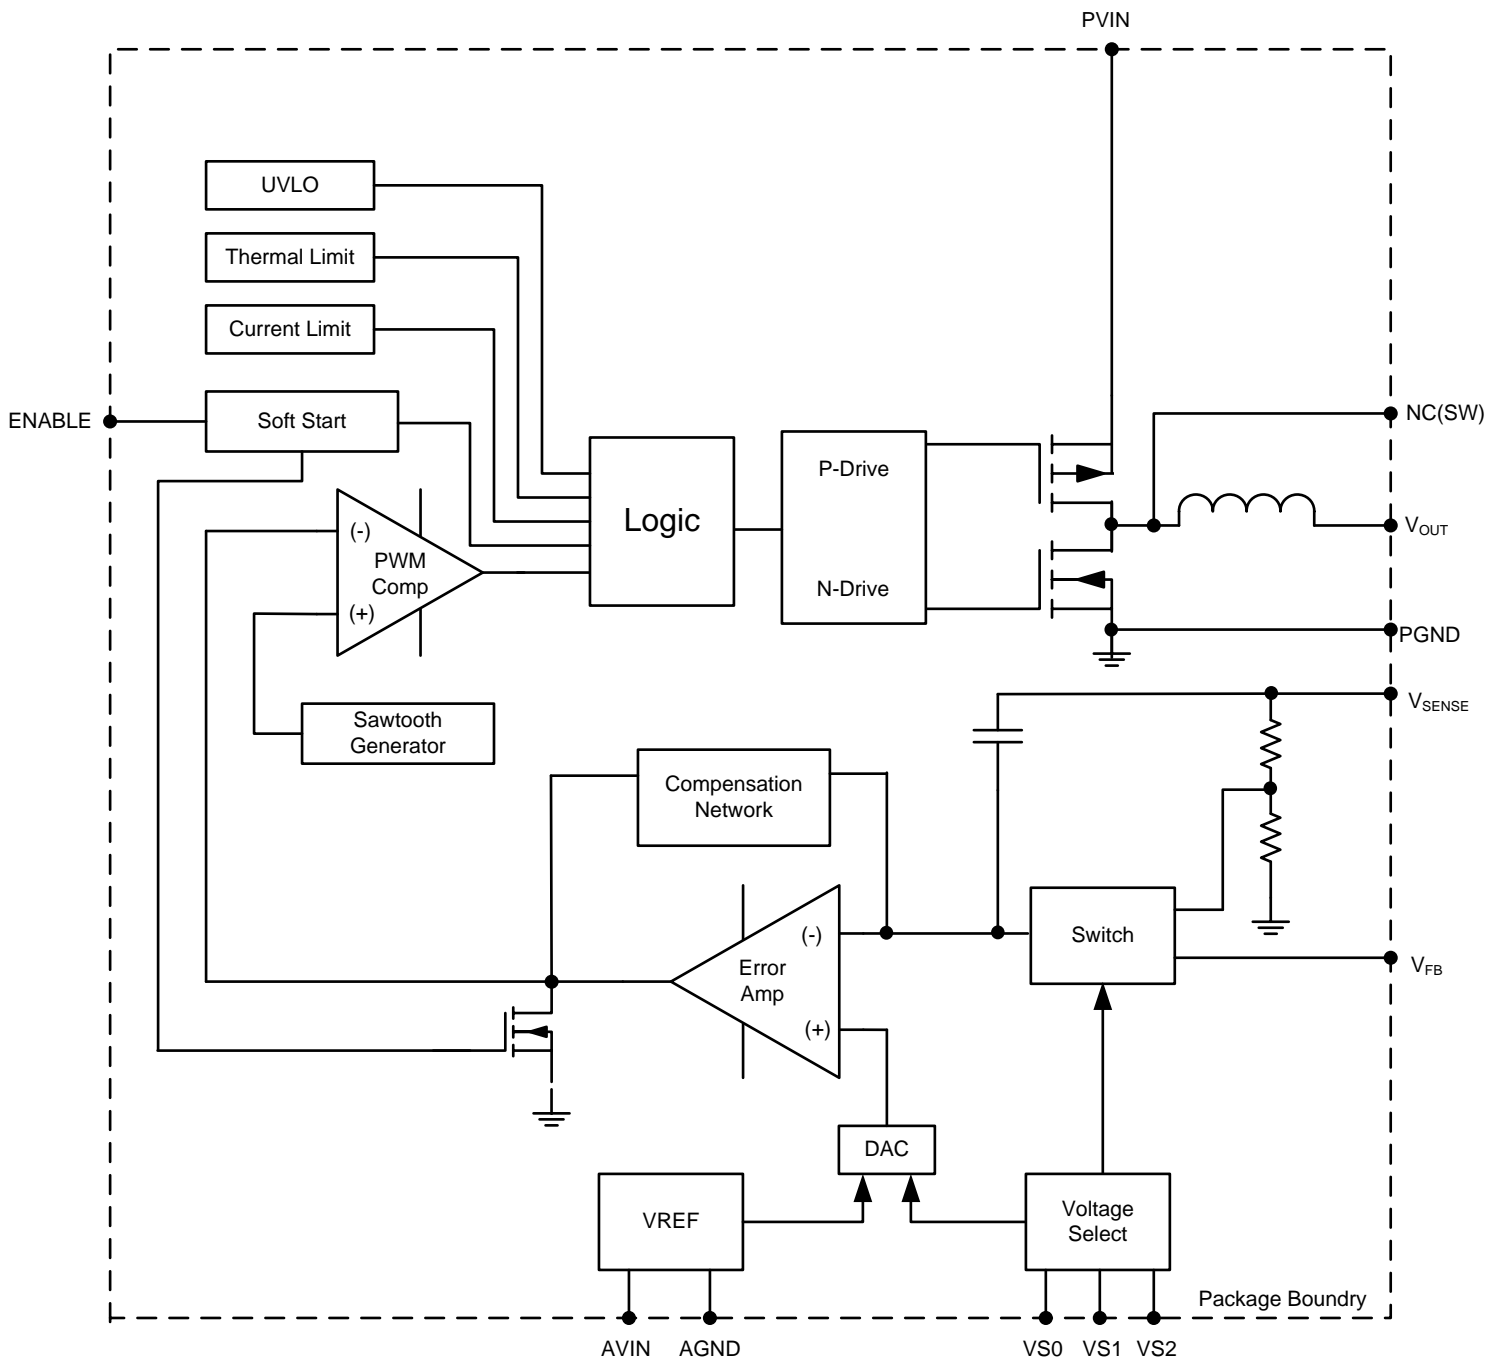 PVIN
UVLO
Thermal Limit
Current Limit
ENABLE
Soft Start
NC(SW)
P-Drive
Logic
(-)
PWM
Comp
(+)
N-Drive
VOUT
PGND
VSENSE
Sawtooth
Generator
Compensation
Network
(-)
Error
Amp
(+)
Switch
VFB
DAC
VREF
Voltage
Select
Package Boundry
AVIN
AGND
VS0
VS1
VS2